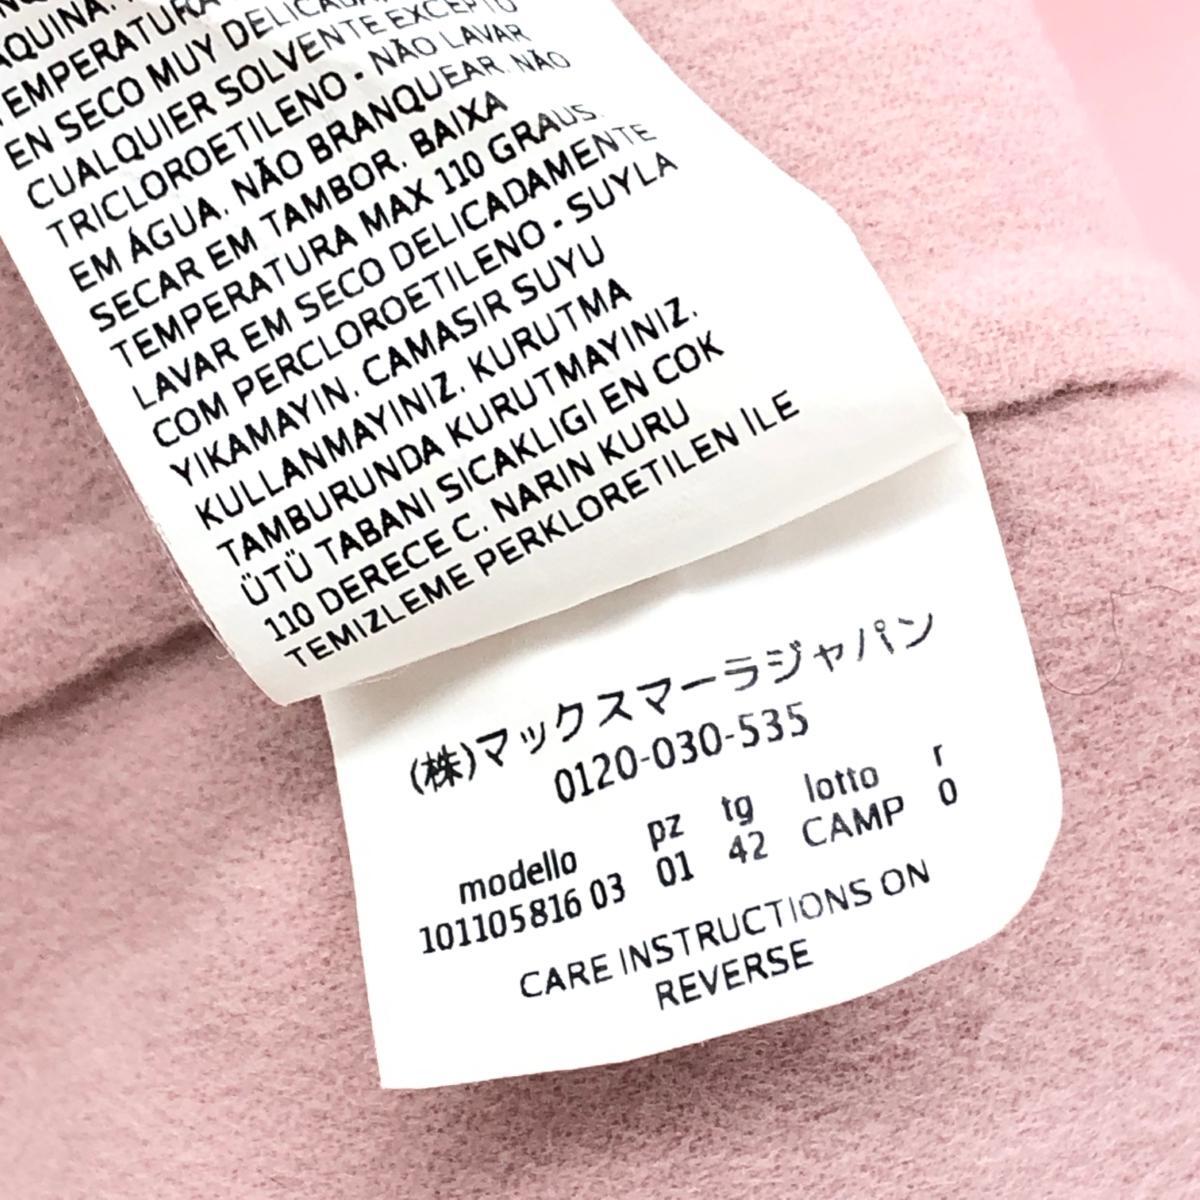 AQUINA.
TEMPERATURA
EN SECO MUY DELICADA
CUALQUIER SOLVENTE EXCEPTO
TRICLOROETILENO - NÃO LAVAR
EM ÁGUA. NÃO BRANQUEAR. NÃO
SECAR EM TAMBOR. BAIXA
TEMPERATURA MAX 110 GRAUS.
LAVAR EM SECO DELICADAMENTE
COM PERCLOROETILENO - SUYLA
YIKAMAYIN. CAMASIR SUYU
KULLANMAYINIZ. KURUTMA
TAMBURUNDA KURUTMAYINIZ.
ÜTÜ TABANI SICAKLIGI EN COK
110 DERECE C. NARIN KURU
TEMIZLEME PERKLORETILEN İLE
(株)マックスマーラジャパン
0120-030-535
modello pz tg lotto r
101105816 03 01 42 CAMP 0
CARE INSTRUCTIONS ON
REVERSE